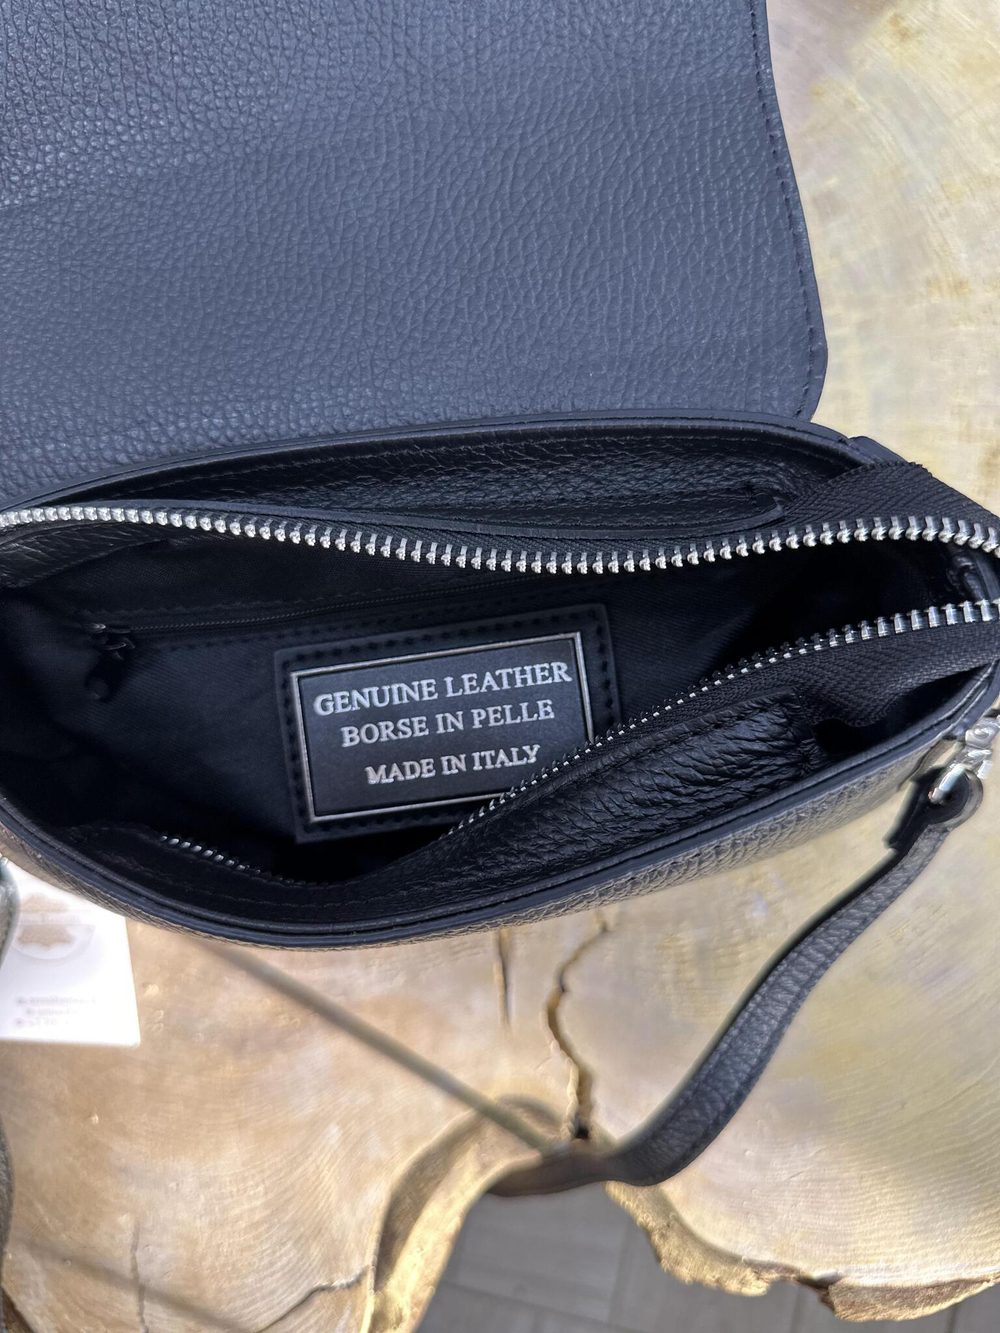 GENUINE LEATHER
BORSE IN PELLE
MADE IN ITALY